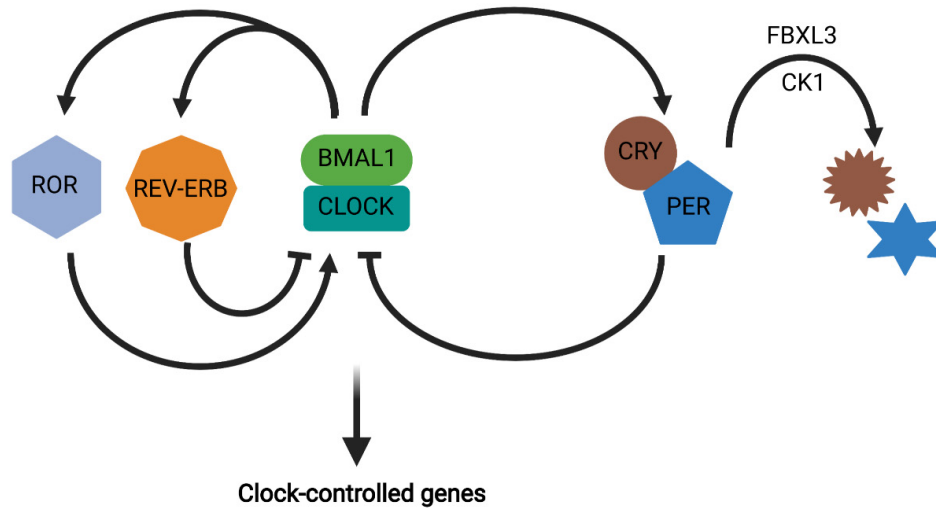 FBXL3
CK1
ROR
REV-ERB
BMAL1
CLOCK
CRY
PER
Clock-controlled genes